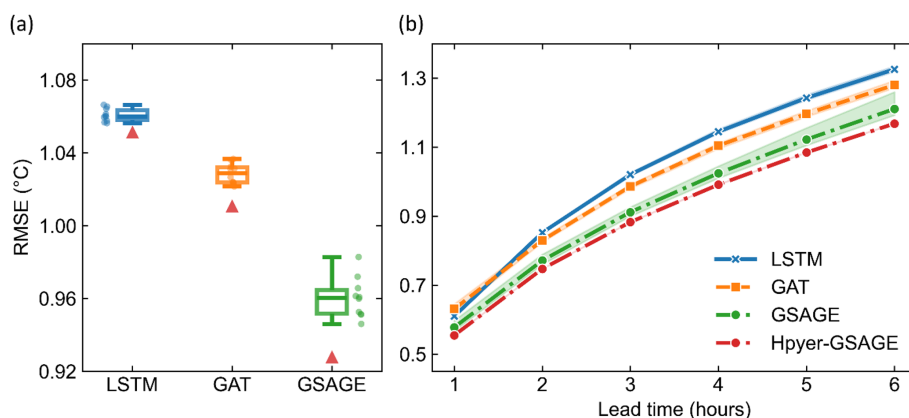 (a)
RMSE (°C)
1.08
1.04
1.00
0.96
0.92
LSTM GAT GSAGE
(b)
1.3
1.1
0.9
0.7
0.5
LSTM
GAT
GSAGE
Hpyer-GSAGE
1 2 3 4 5 6
Lead time (hours)